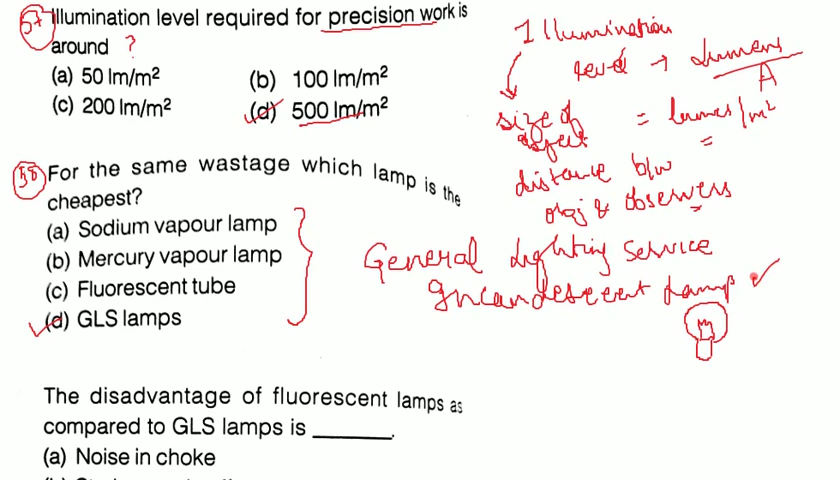 57 Illumination level required for precision work is
around ?
(a) 50 lm/m²
(b) 100 lm/m²
(c) 200 lm/m²
(d) 500 lm/m²
58 For the same wastage which lamp is the
cheapest?
(a) Sodium vapour lamp
(b) Mercury vapour lamp
(c) Fluorescent tube
(d) GLS lamps
The disadvantage of fluorescent lamps as
compared to GLS lamps is ________.
(a) Noise in choke
Illumination
level → Lumens
A
size of
object
= lumes/m²
=
distance b/w
obj & observers
General Lighting Service
Incandescent Lamp